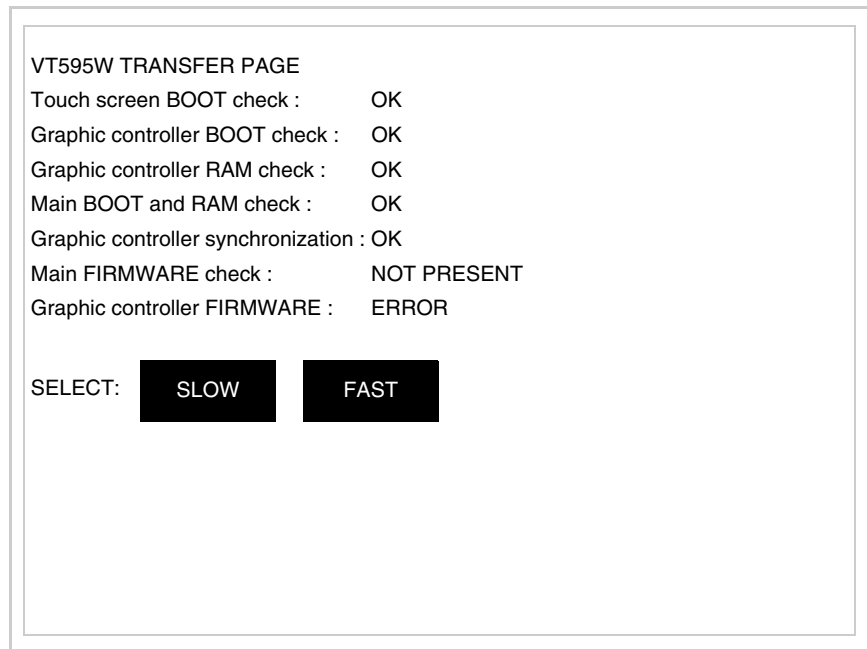 VT595W TRANSFER PAGE
Touch screen BOOT check : OK
Graphic controller BOOT check : OK
Graphic controller RAM check : OK
Main BOOT and RAM check : OK
Graphic controller synchronization : OK
Main FIRMWARE check : NOT PRESENT
Graphic controller FIRMWARE : ERROR
SELECT: SLOW FAST